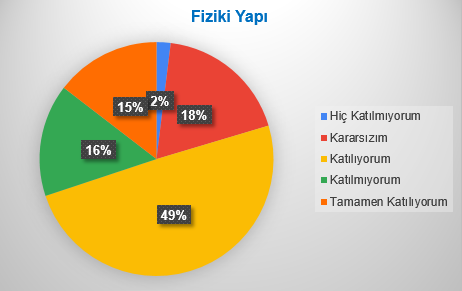 Fiziki Yapı
2%
18%
49%
16%
15%
Hiç Katılmıyorum
Kararsızım
Katılıyorum
Katılmıyorum
Tamamen Katılıyorum